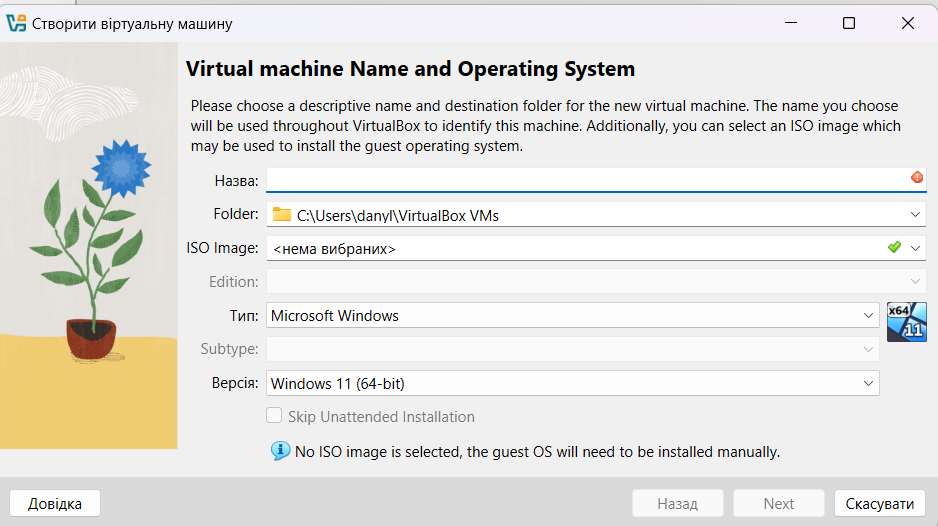 Створити віртуальну машину
Virtual machine Name and Operating System
Please choose a descriptive name and destination folder for the new virtual machine. The name you choose
will be used throughout VirtualBox to identify this machine. Additionally, you can select an ISO image which
may be used to install the guest operating system.
Назва:
Folder: C:\Users\danyl\VirtualBox VMs
ISO Image: <нема вибраних>
Edition:
Тип: Microsoft Windows
x64
11
Subtype:
Версія: Windows 11 (64-bit)
Skip Unattended Installation
No ISO image is selected, the guest OS will need to be installed manually.
Довідка Назад Next Скасувати